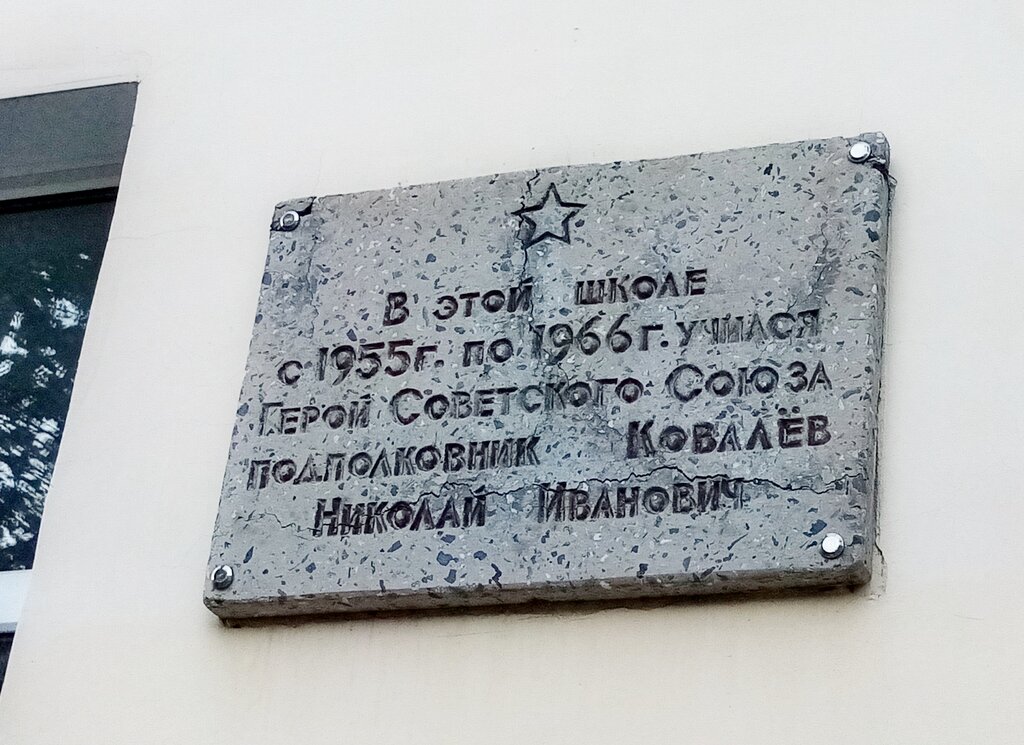 В этой школе
с 1955г. по 1966г. учился
Герой Советского Союза
подполковник Ковалёв
Николай Иванович